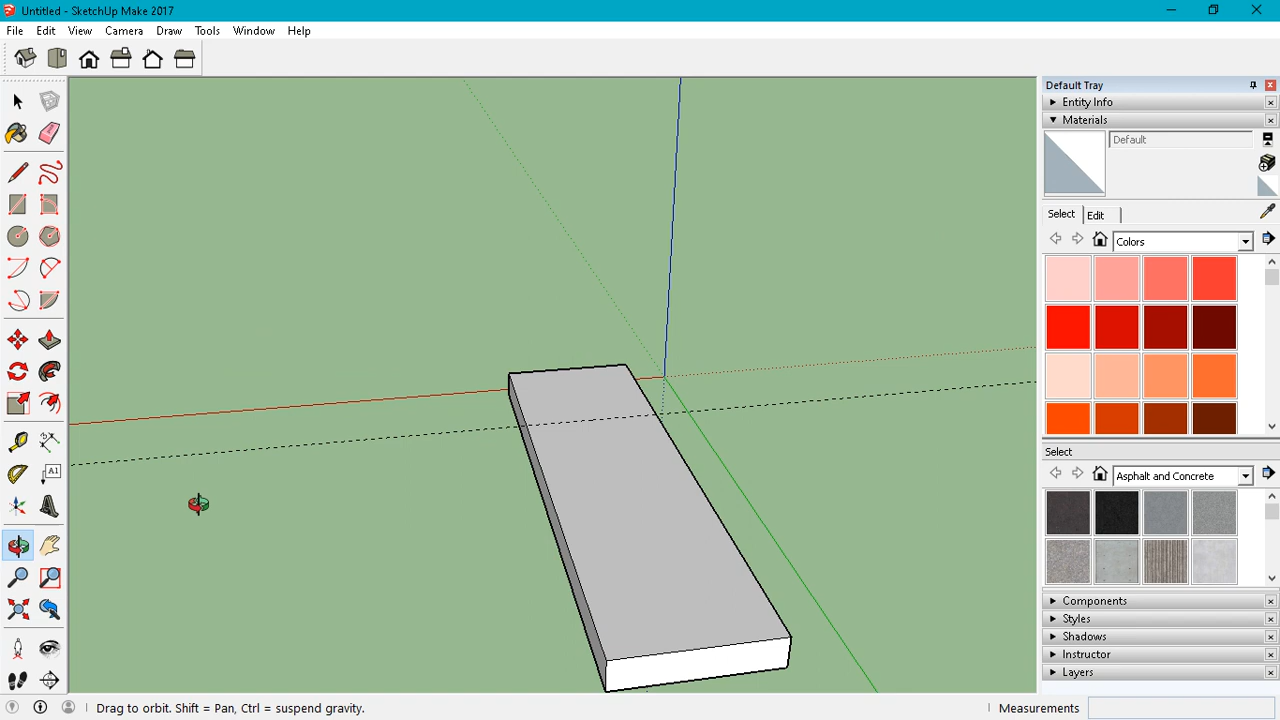 Untitled - SketchUp Make 2017
File Edit View Camera Draw Tools Window Help
Default Tray
Entity Info
Materials
Default
Select Edit
Colors
A1
Select
Asphalt and Concrete
Components
Styles
Shadows
Instructor
Layers
Drag to orbit. Shift = Pan, Ctrl = suspend gravity.
Measurements